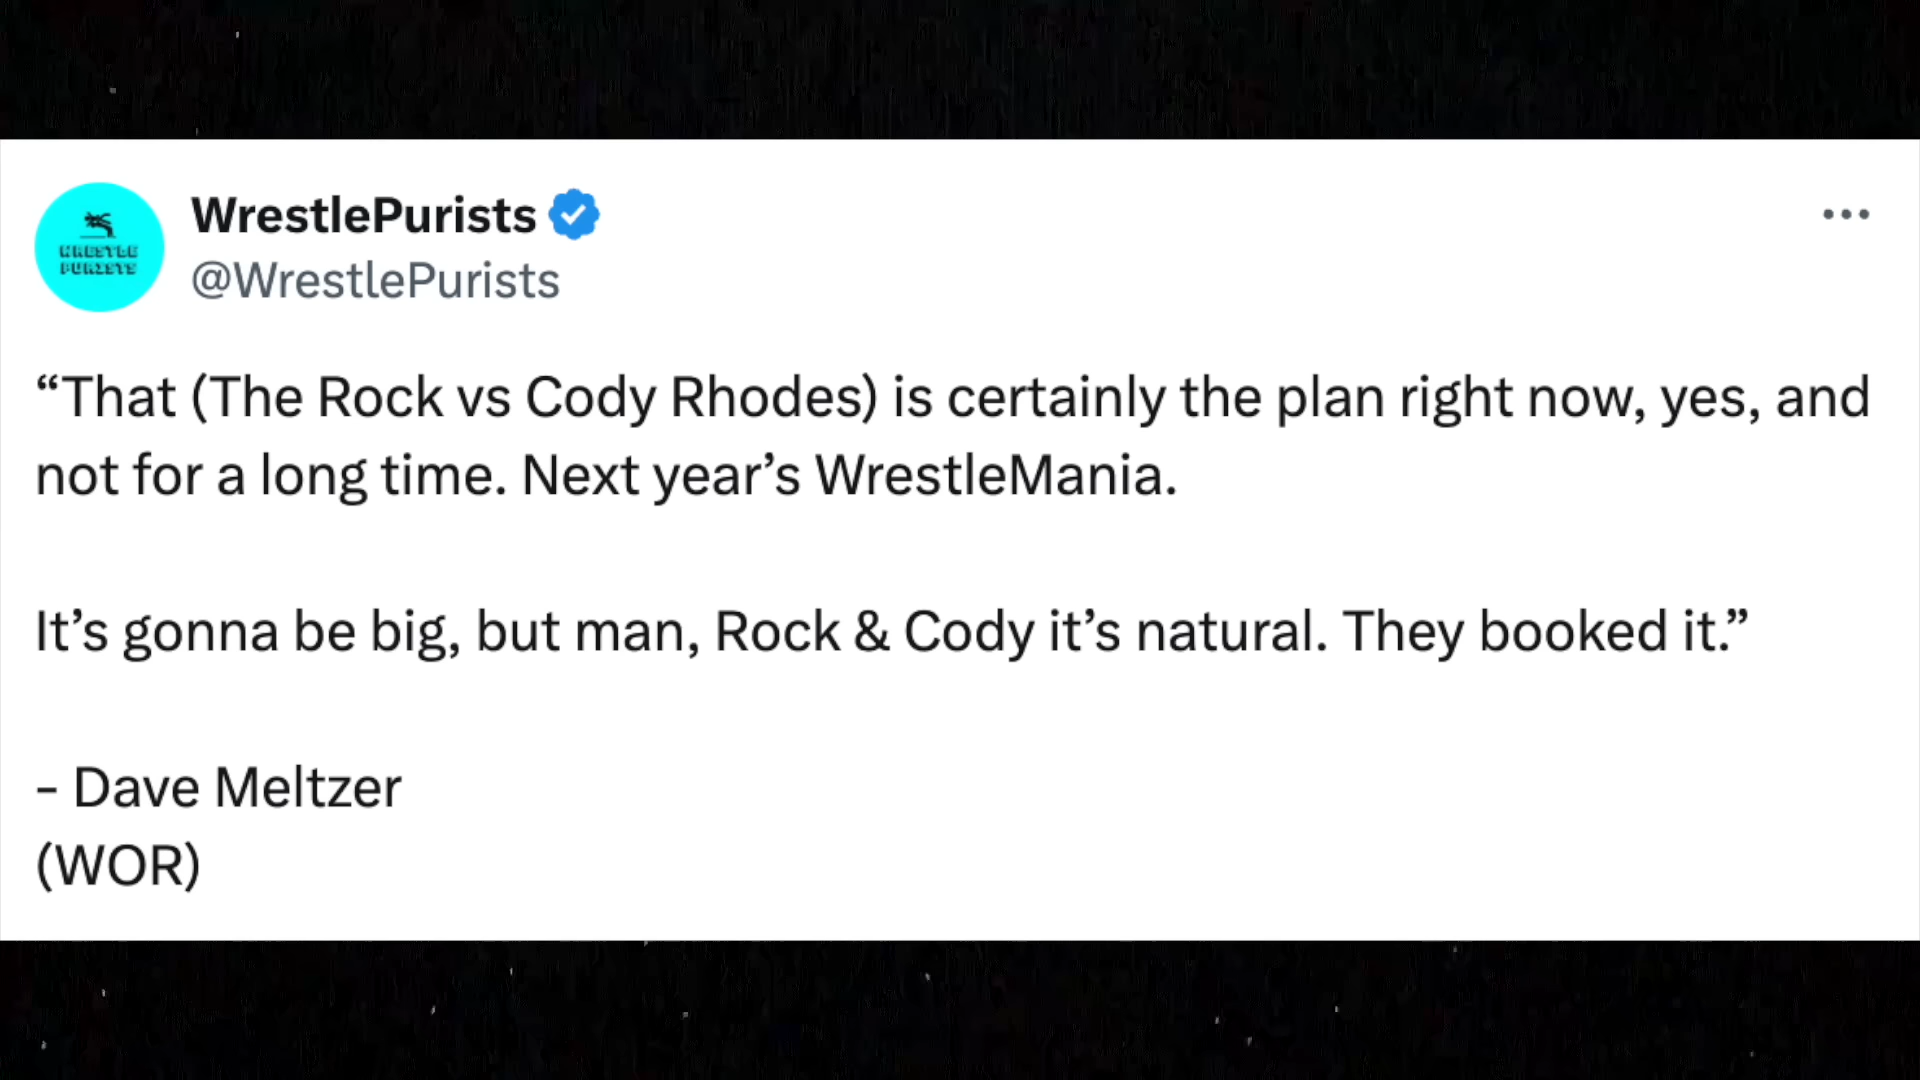 WrestlePurists
@WrestlePurists
WRESTLE
PURISTS
“That (The Rock vs Cody Rhodes) is certainly the plan right now, yes, and
not for a long time. Next year’s WrestleMania.
It’s gonna be big, but man, Rock & Cody it’s natural. They booked it.”
- Dave Meltzer
(WOR)